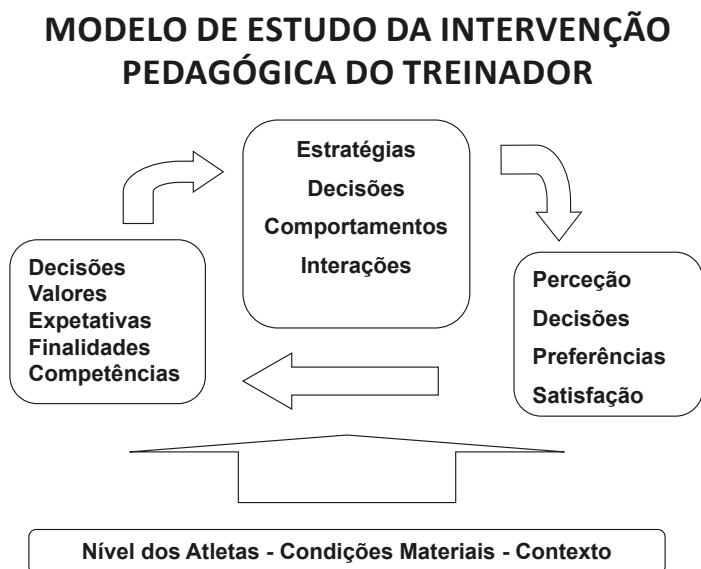 MODELO DE ESTUDO DA INTERVENÇÃO
PEDAGÓGICA DO TREINADOR
Estratégias
Decisões
Comportamentos
Interações
Decisões
Valores
Expetativas
Finalidades
Competências
Perceção
Decisões
Preferências
Satisfação
Nível dos Atletas - Condições Materiais - Contexto